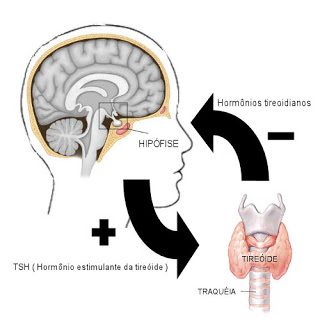 Hormônios tireoidianos
HIPÓFISE
TSH ( Hormônio estimulante da tireóide )
TIREÓIDE
TRAQUÉIA